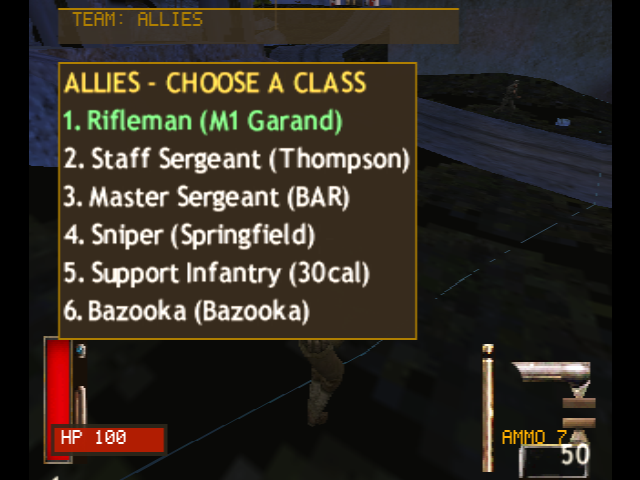 TEAM: ALLIES
ALLIES - CHOOSE A CLASS
1. Rifleman (M1 Garand)
2. Staff Sergeant (Thompson)
3. Master Sergeant (BAR)
4. Sniper (Springfield)
5. Support Infantry (30cal)
6. Bazooka (Bazooka)
HP 100
AMMO 7
50